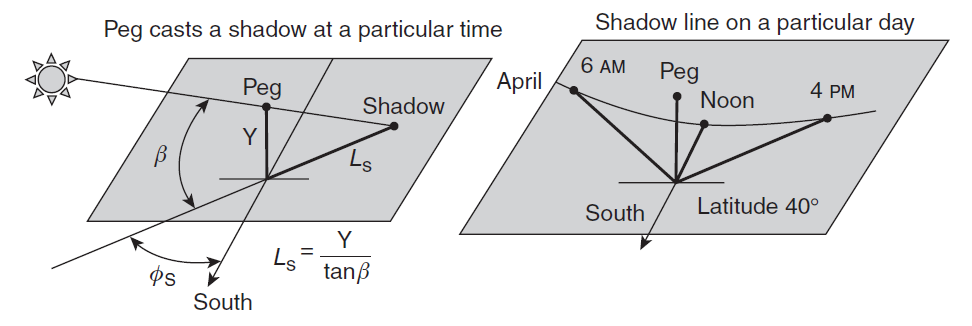 Peg casts a shadow at a particular time
Peg
Shadow
Y
β
Ls
Ls = Y / tanβ
ϕs
South
Shadow line on a particular day
April
6 AM
Peg
Noon
4 PM
South
Latitude 40°